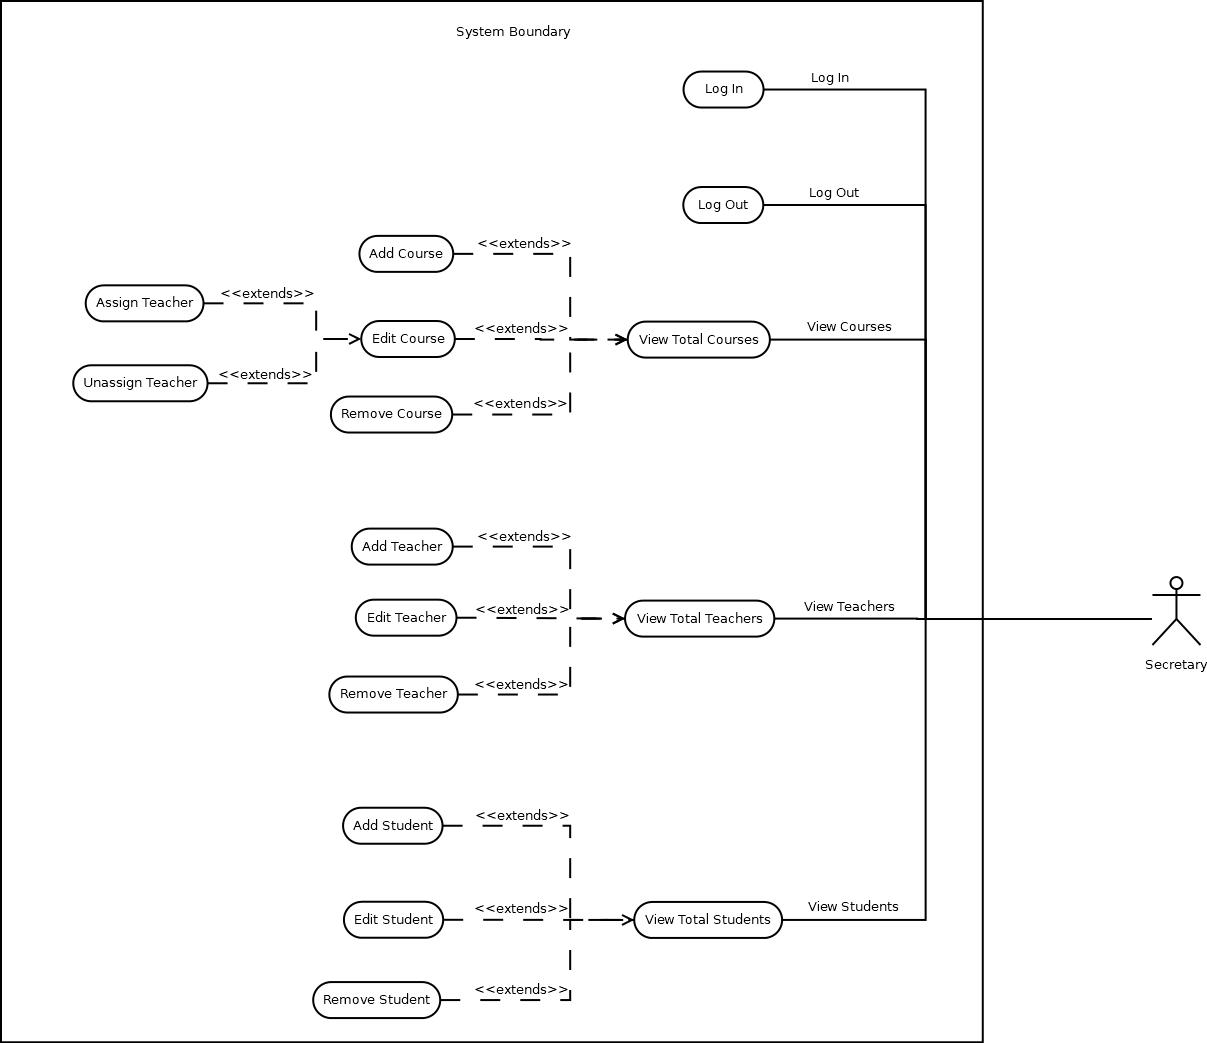 System Boundary
Log In
Log In
Log Out
Log Out
Add Course
<<extends>>
Assign Teacher
<<extends>>
Edit Course
<<extends>>
View Total Courses
View Courses
Unassign Teacher
<<extends>>
Remove Course
<<extends>>
Add Teacher
<<extends>>
Edit Teacher
<<extends>>
View Total Teachers
View Teachers
Secretary
Remove Teacher
<<extends>>
Add Student
<<extends>>
Edit Student
<<extends>>
View Total Students
View Students
Remove Student
<<extends>>